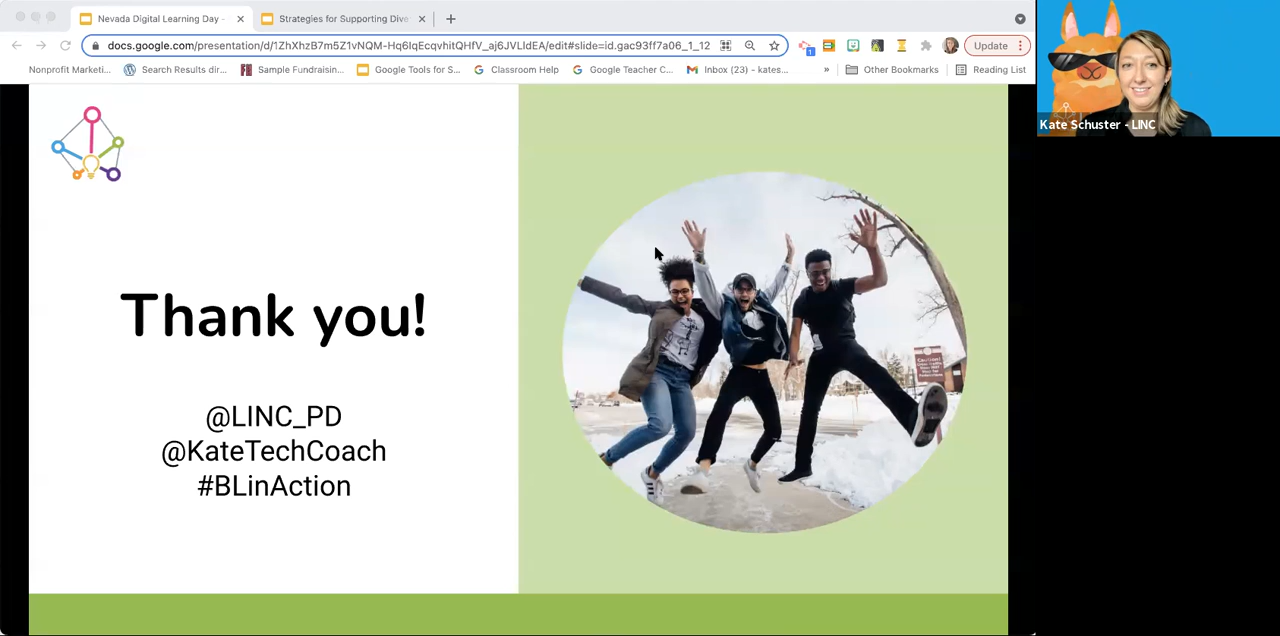 Nevada Digital Learning Day -
Strategies for Supporting Dive
docs.google.com/presentation/d/1ZhXhzB7m5Z1vNQM-Hq6IqEcqvhitQHfV_aj6JVLIdEA/edit#slide=id.gac93ff7a06_1_12
1
Update
Nonprofit Marketi...
Search Results dir...
Sample Fundraisin...
Google Tools for S...
Classroom Help
Google Teacher C...
Inbox (23) - kates...
»
Other Bookmarks
Reading List
Kate Schuster - LINC
Thank you!
@LINC_PD
@KateTechCoach
#BLinAction